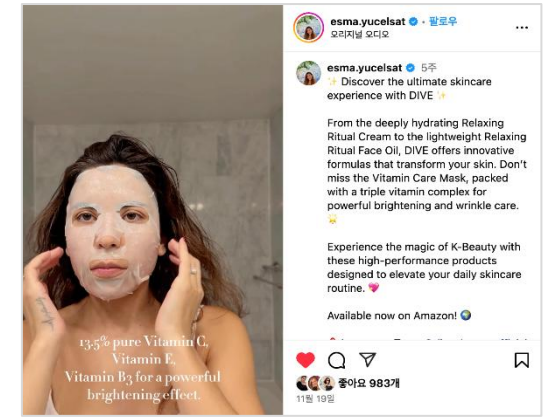 esma.yucelsat • 팔로우
오리지널 오디오
esma.yucelsat 5주
✨ Discover the ultimate skincare
experience with DIVE ✨
From the deeply hydrating Relaxing
Ritual Cream to the lightweight Relaxing
Ritual Face Oil, DIVE offers innovative
formulas that transform your skin. Don't
miss the Vitamin Care Mask, packed
with a triple vitamin complex for
powerful brightening and wrinkle care.
🌟
Experience the magic of K-Beauty with
these high-performance products
designed to elevate your daily skincare
routine. 💖
Available now on Amazon! 🌍
좋아요 983개
11월 19일
13.5% pure Vitamin C,
Vitamin E,
Vitamin B3 for a powerful
brightening effect.